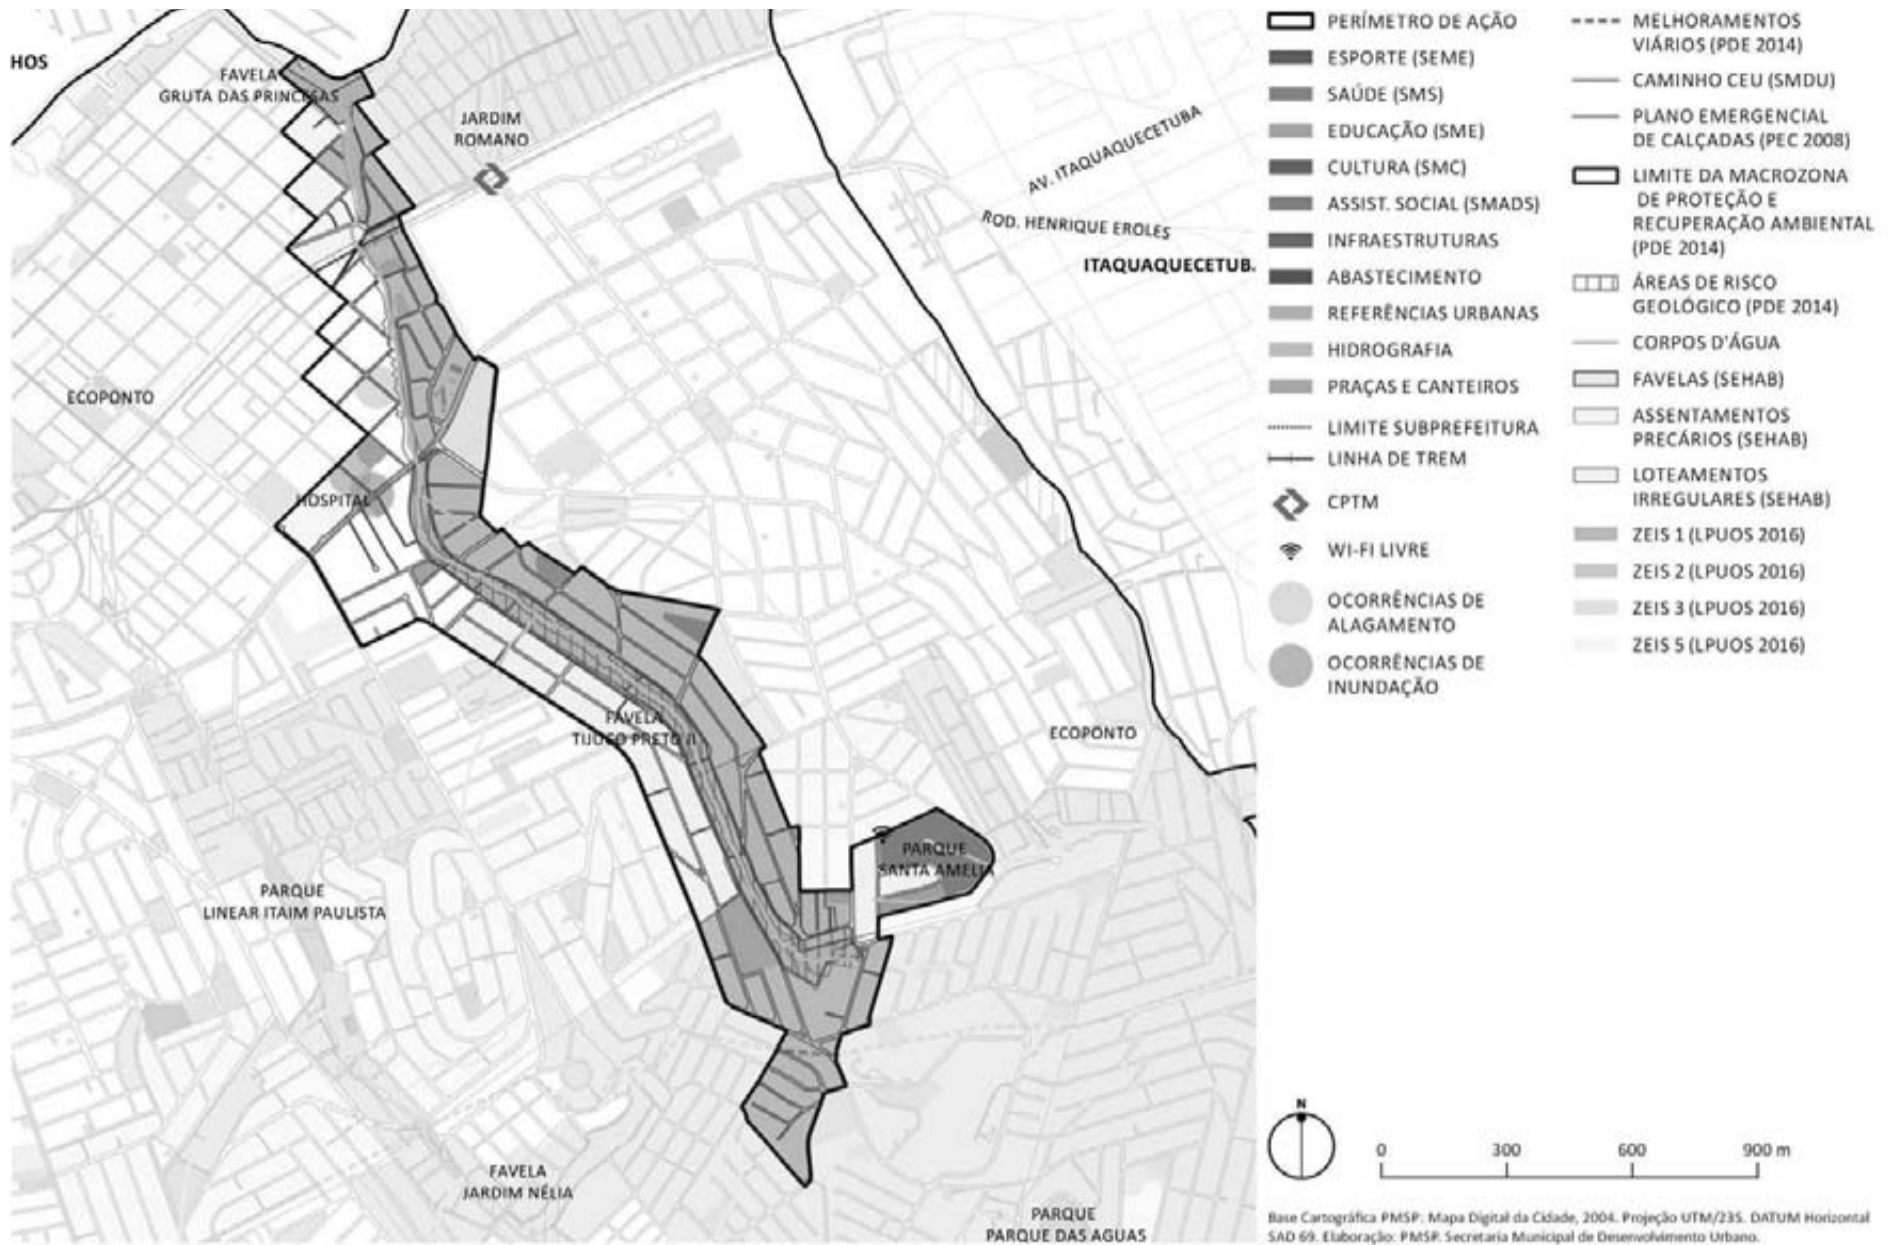 HOS
FAVELA
GRUTA DAS PRINCESAS
JARDIM
ROMANO
AV. ITAQUAQUECETUBA
ROD. HENRIQUE EROLES
ITAQUAQUECETUB.
ECOPONTO
HOSPITAL
FAVELA
TIJUCO PRETO II
ECOPONTO
PARQUE
SANTA AMELIA
PARQUE
LINEAR ITAIM PAULISTA
FAVELA
JARDIM NÉLIA
PARQUE
PARQUE DAS AGUAS
PERÍMETRO DE AÇÃO
ESPORTE (SEME)
SAÚDE (SMS)
EDUCAÇÃO (SME)
CULTURA (SMC)
ASSIST. SOCIAL (SMADS)
INFRAESTRUTURAS
ABASTECIMENTO
REFERÊNCIAS URBANAS
HIDROGRAFIA
PRAÇAS E CANTEIROS
LIMITE SUBPREFEITURA
LINHA DE TREM
CPTM
WI-FI LIVRE
OCORRÊNCIAS DE
ALAGAMENTO
OCORRÊNCIAS DE
INUNDAÇÃO
MELHORAMENTOS
VIÁRIOS (PDE 2014)
CAMINHO CEU (SMDU)
PLANO EMERGENCIAL
DE CALÇADAS (PEC 2008)
LIMITE DA MACROZONA
DE PROTEÇÃO E
RECUPERAÇÃO AMBIENTAL
(PDE 2014)
ÁREAS DE RISCO
GEOLÓGICO (PDE 2014)
CORPOS D'ÁGUA
FAVELAS (SEHAB)
ASSENTAMENTOS
PRECÁRIOS (SEHAB)
LOTEAMENTOS
IRREGULARES (SEHAB)
ZEIS 1 (LPUOS 2016)
ZEIS 2 (LPUOS 2016)
ZEIS 3 (LPUOS 2016)
ZEIS 5 (LPUOS 2016)
N
0 300 600 900 m
Base Cartográfica PMSP: Mapa Digital da Cidade, 2004. Projeção UTM/23S. DATUM Horizontal
SAD 69. Elaboração: PMSP. Secretaria Municipal de Desenvolvimento Urbano.